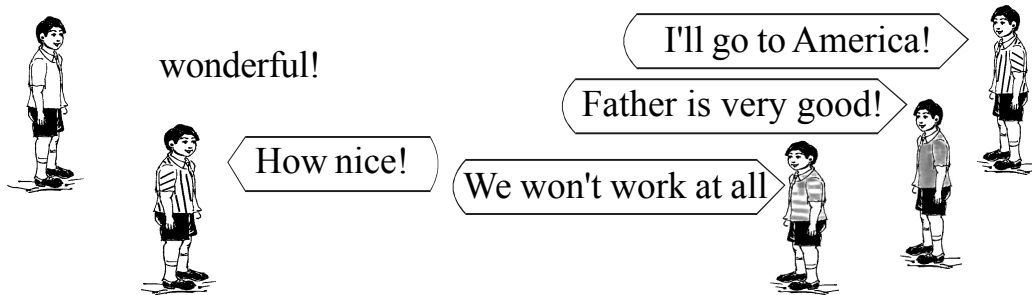 I'll go to America!
wonderful!
Father is very good!
How nice!
We won't work at all